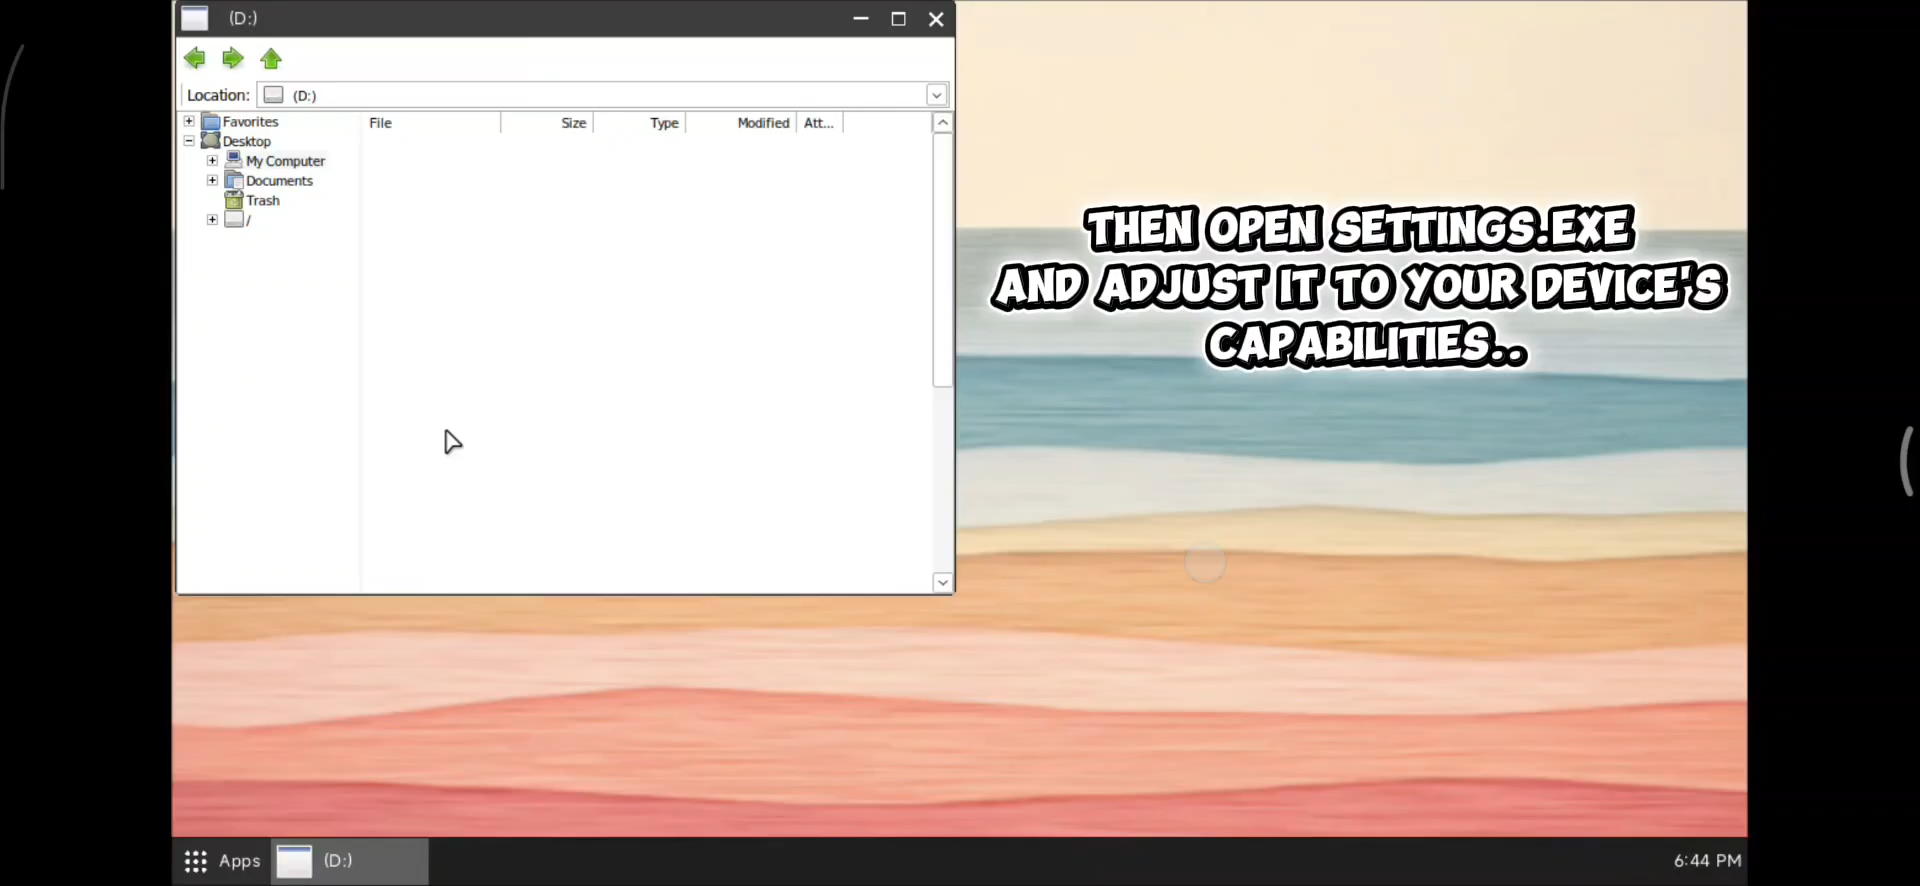 (D:)
Location: (D:)
Favorites
Desktop
My Computer
Documents
Trash
/
File Size Type Modified Att...
THEN OPEN SETTINGS.EXE
AND ADJUST IT TO YOUR DEVICE'S
CAPABILITIES..
Apps (D:) 6:44 PM